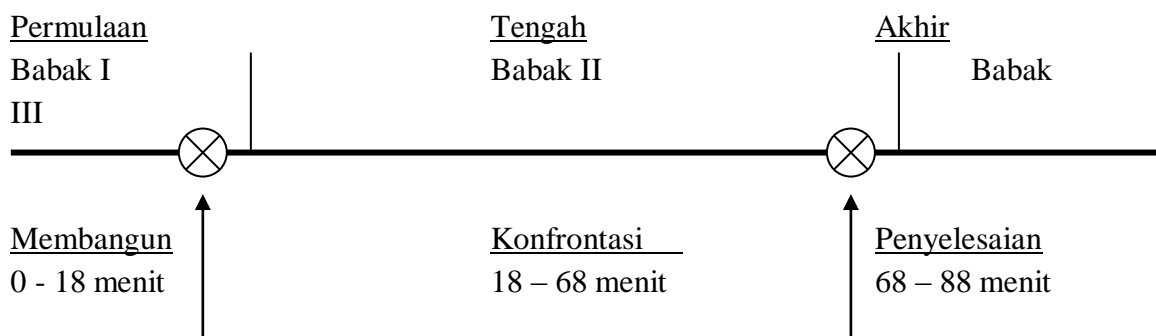 Permulaan Tengah Akhir
Babak I Babak II Babak
III
Membangun Konfrontasi Penyelesaian
0 - 18 menit 18 – 68 menit 68 – 88 menit